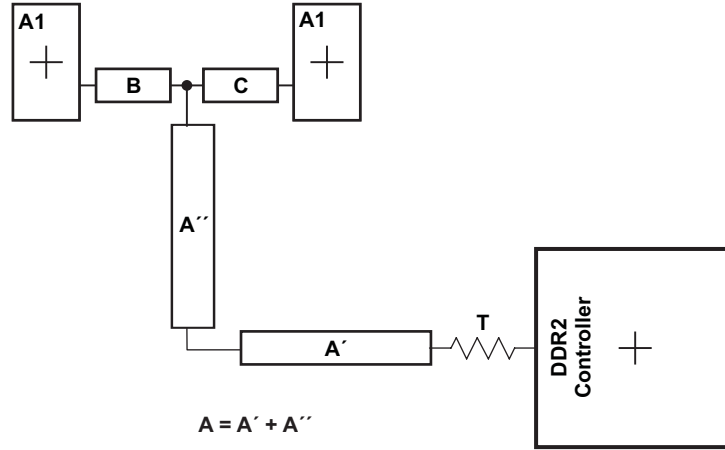 A1
A1
B
C
A´´
T
A´
DDR2
Controller
A = A´ + A´´